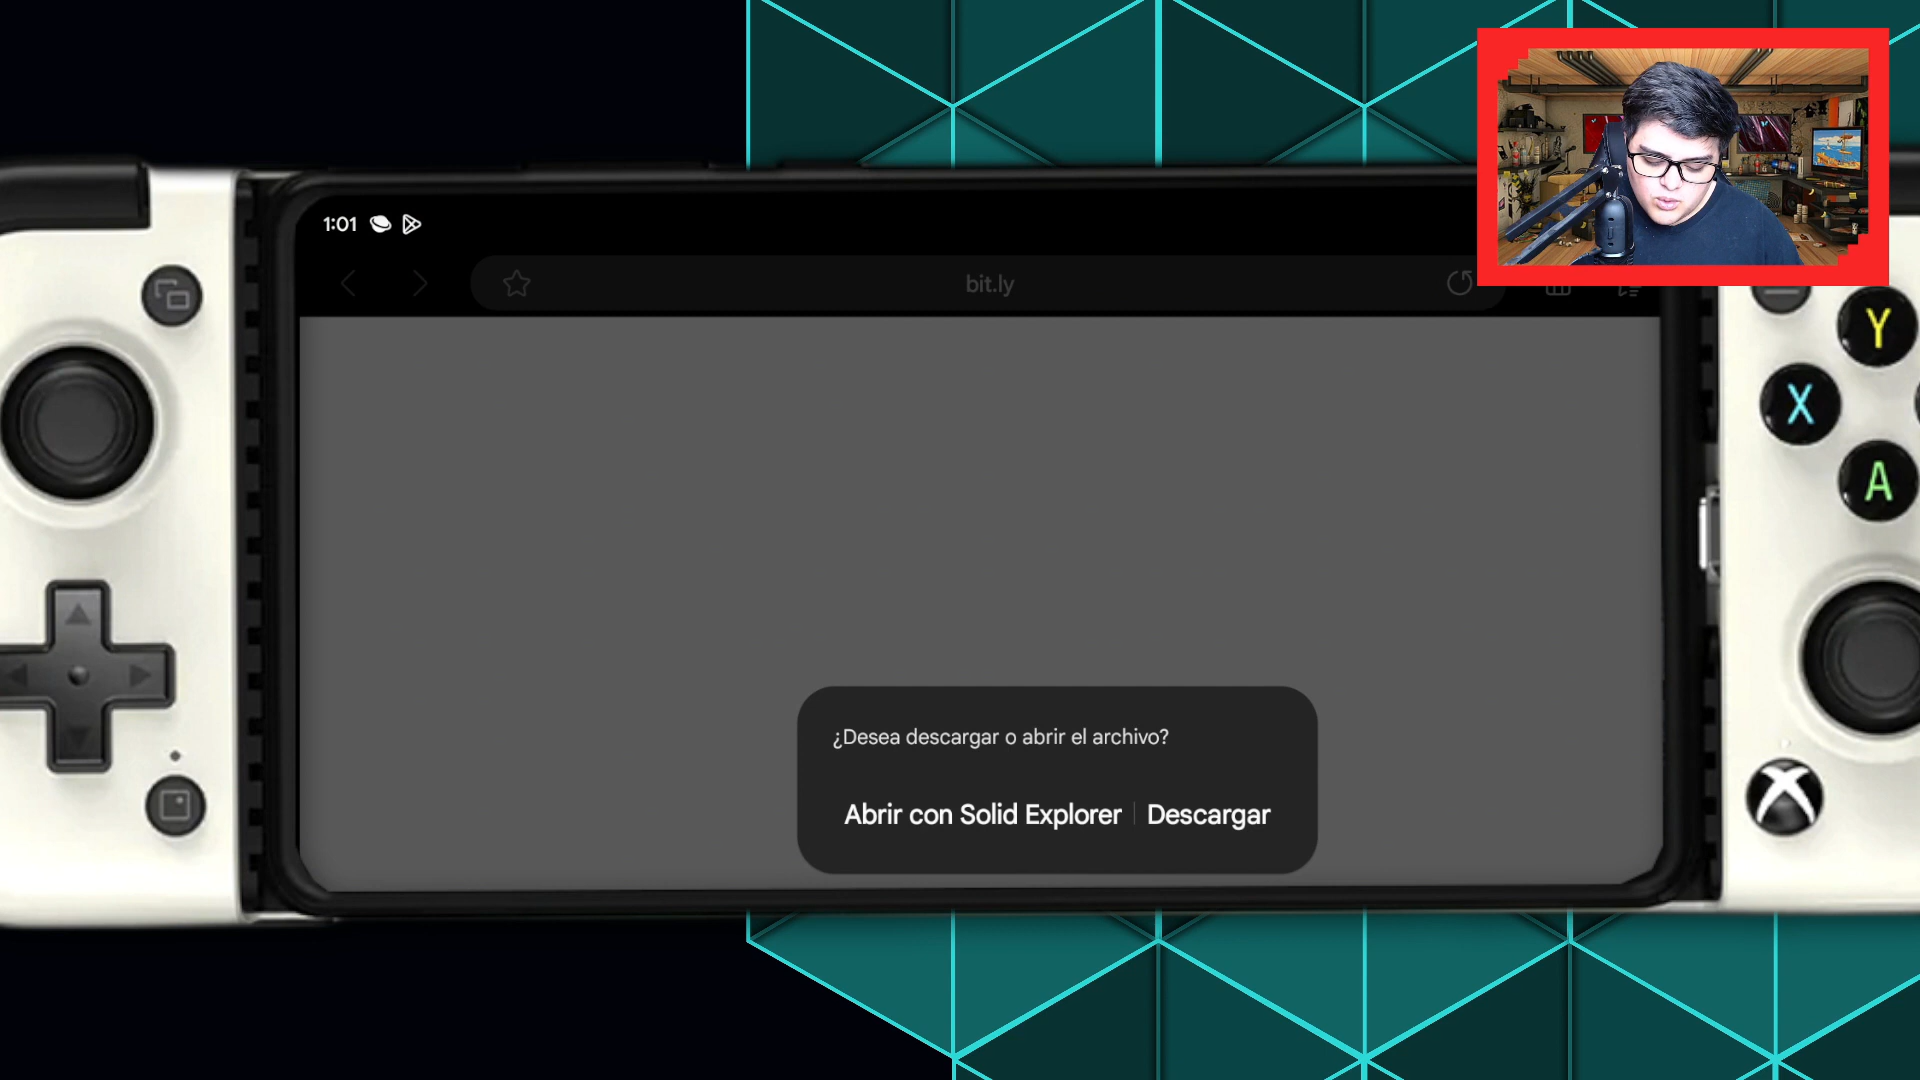 1:01
bit.ly
Y
X
A
¿Desea descargar o abrir el archivo?
Abrir con Solid Explorer
Descargar